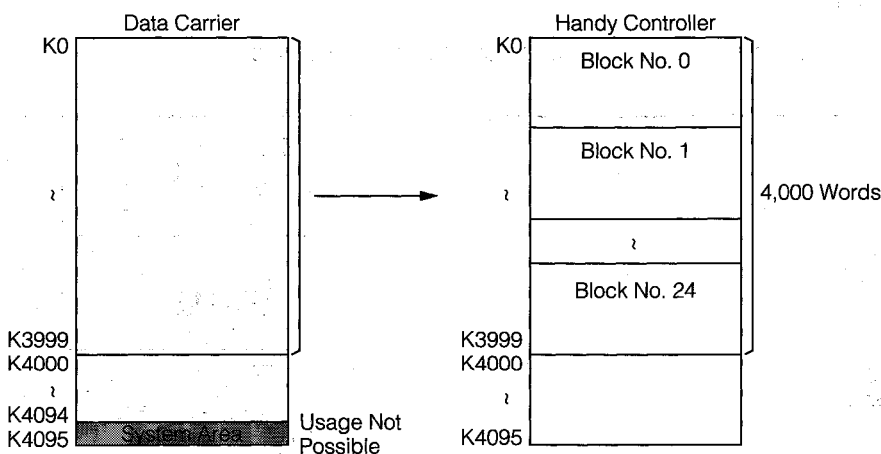 Data Carrier
K0
~
K3999
K4000
~
K4094
K4095
System Area
Usage Not
Possible
Handy Controller
K0
Block No. 0
Block No. 1
~
~
Block No. 24
4,000 Words
K3999
K4000
~
K4095